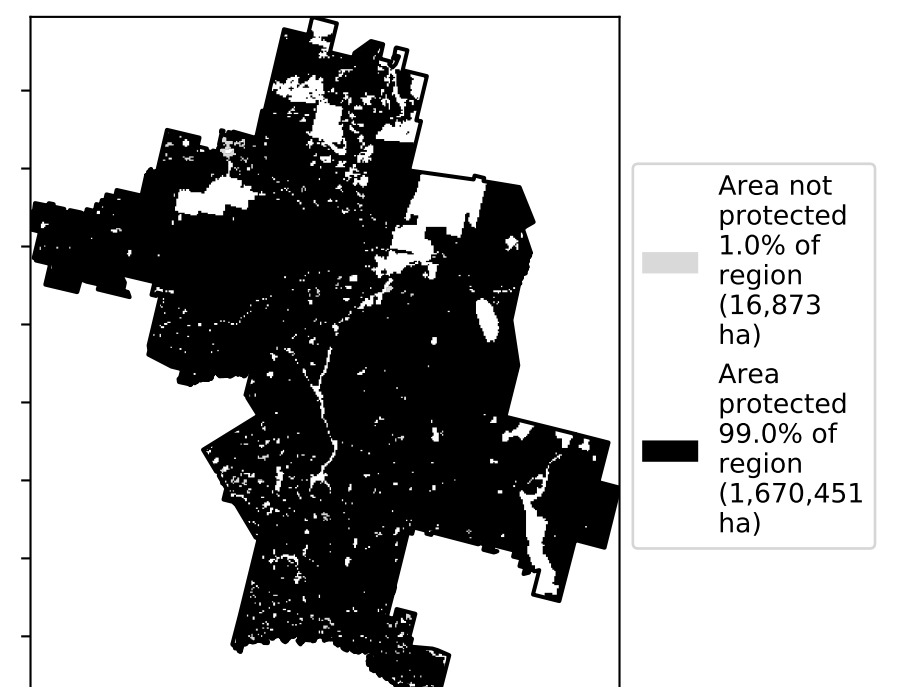 Area not
protected
1.0% of
region
(16,873
ha)
Area
protected
99.0% of
region
(1,670,451
ha)